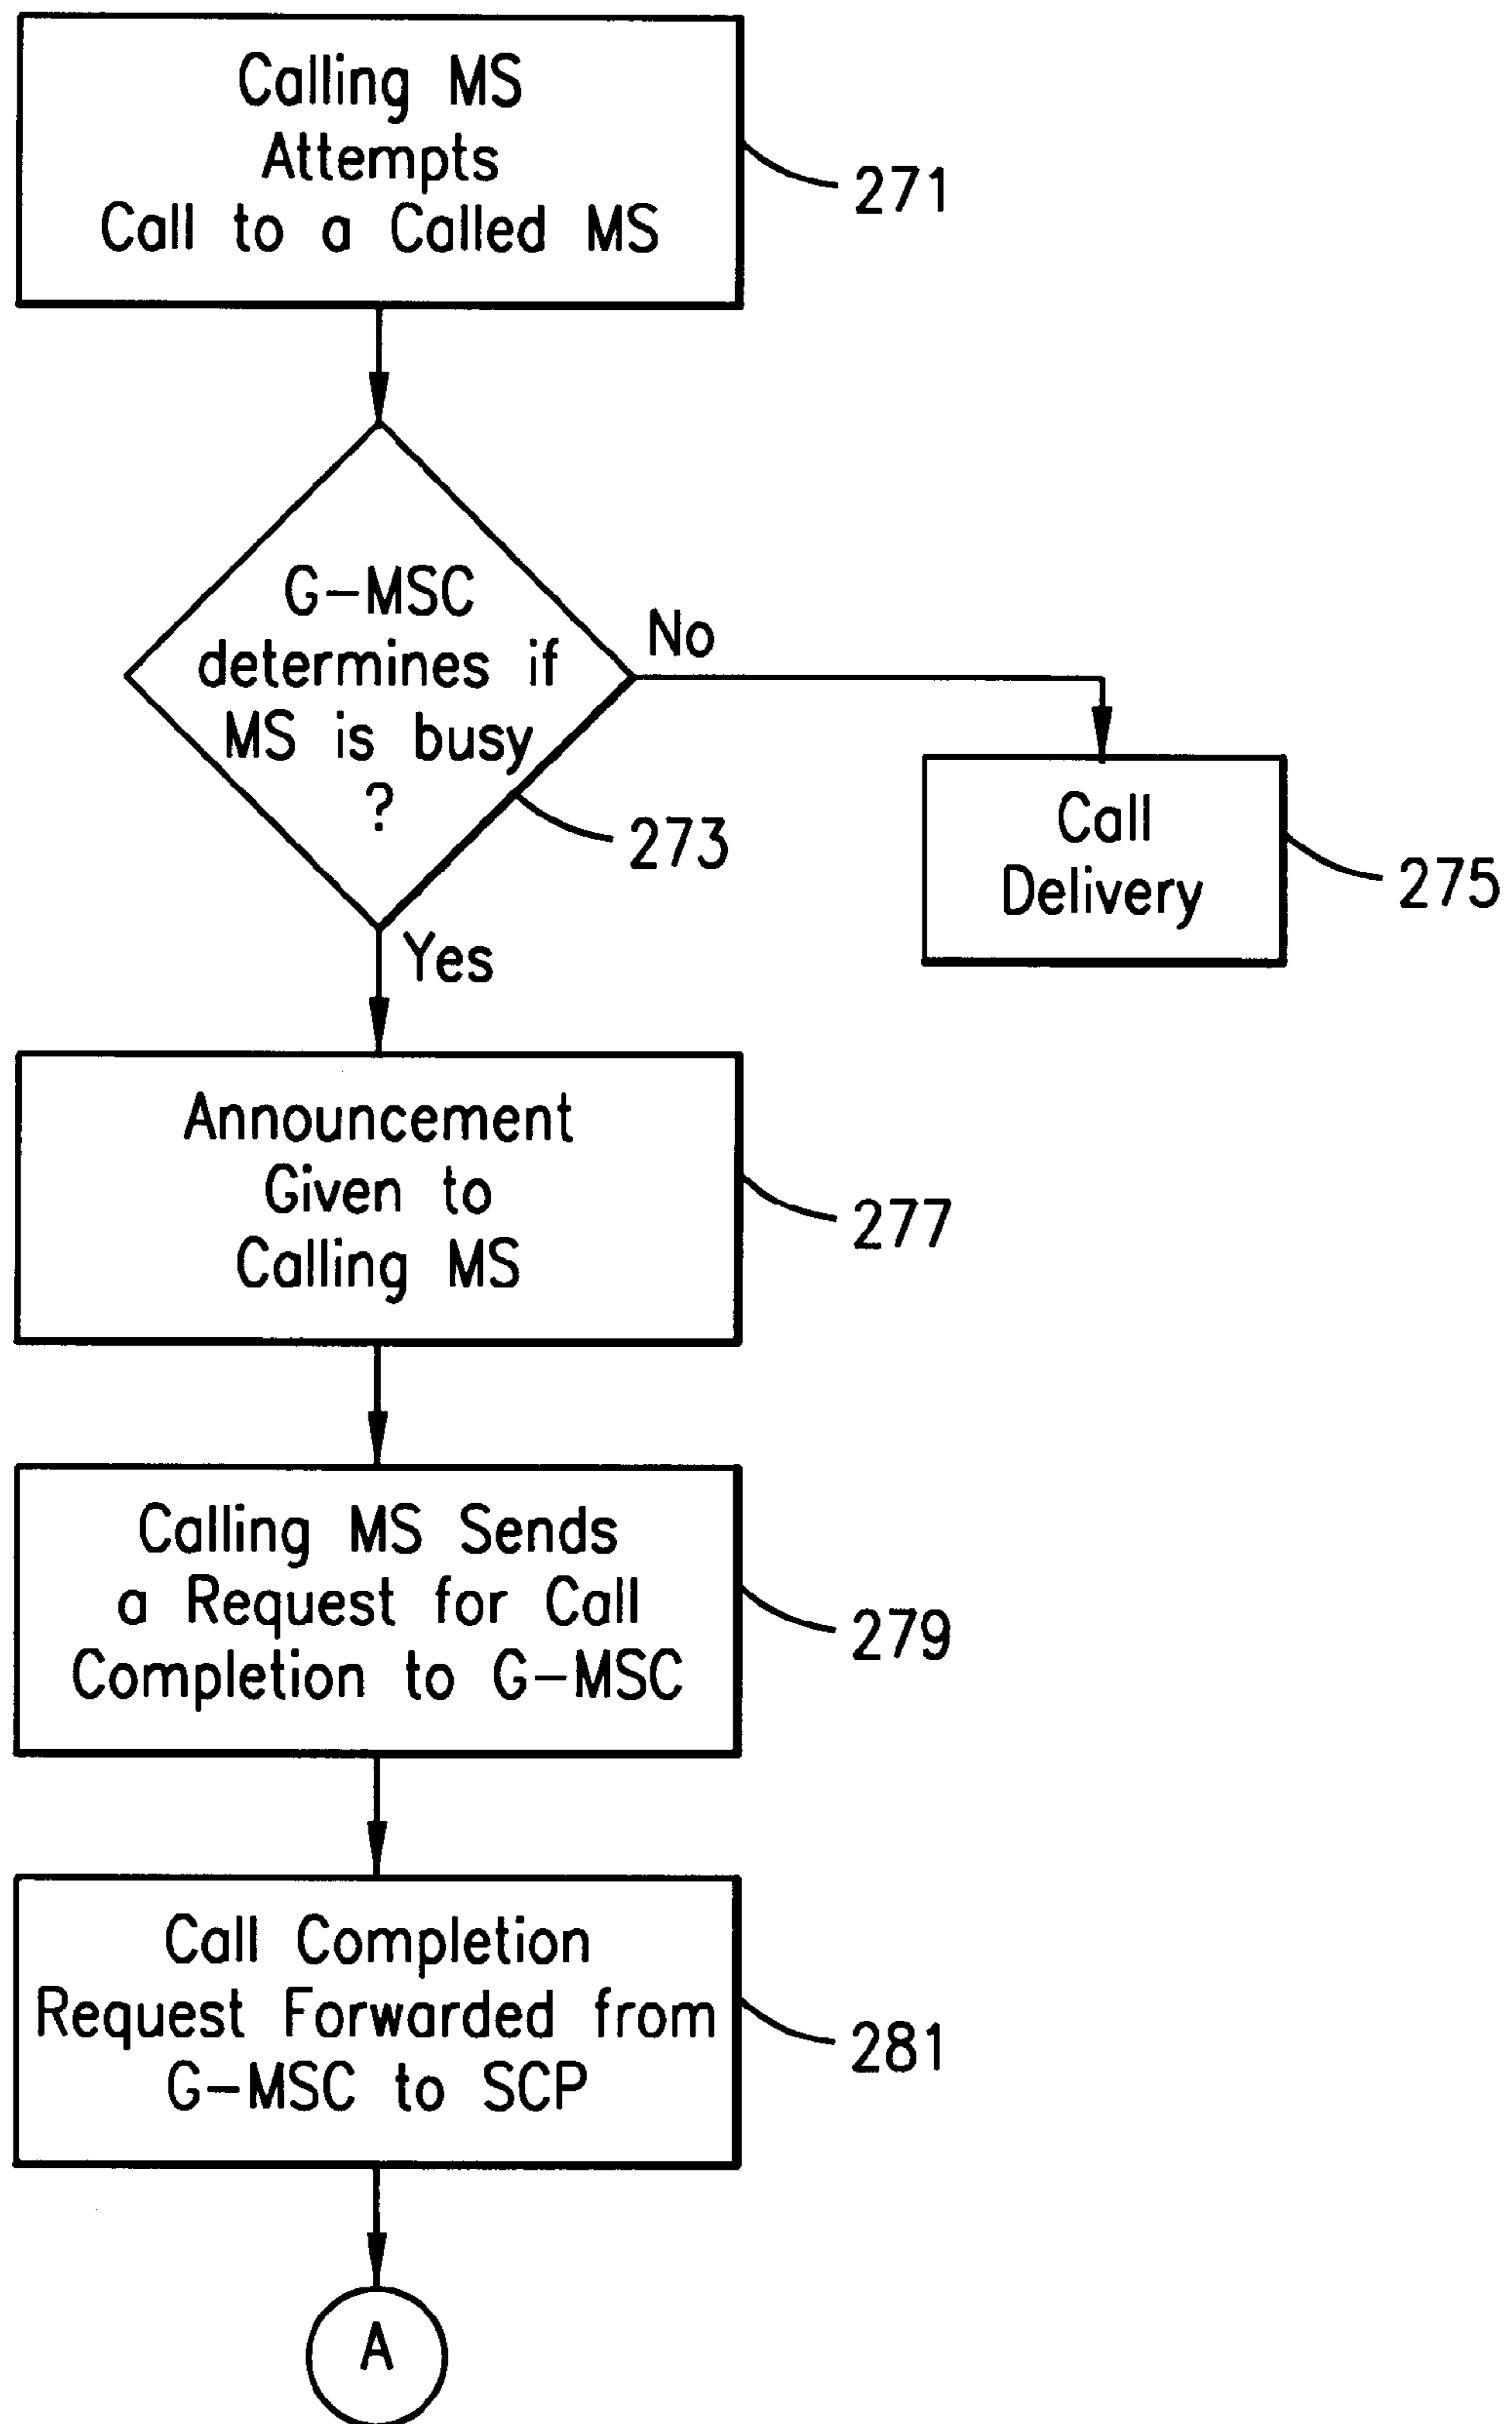 Calling MS
Attempts
Call to a Called MS
271
G-MSC
determines if
MS is busy
?
No
273
Call
Delivery
275
Yes
Announcement
Given to
Calling MS
277
Calling MS Sends
a Request for Call
Completion to G-MSC
279
Call Completion
Request Forwarded from
G-MSC to SCP
281
A